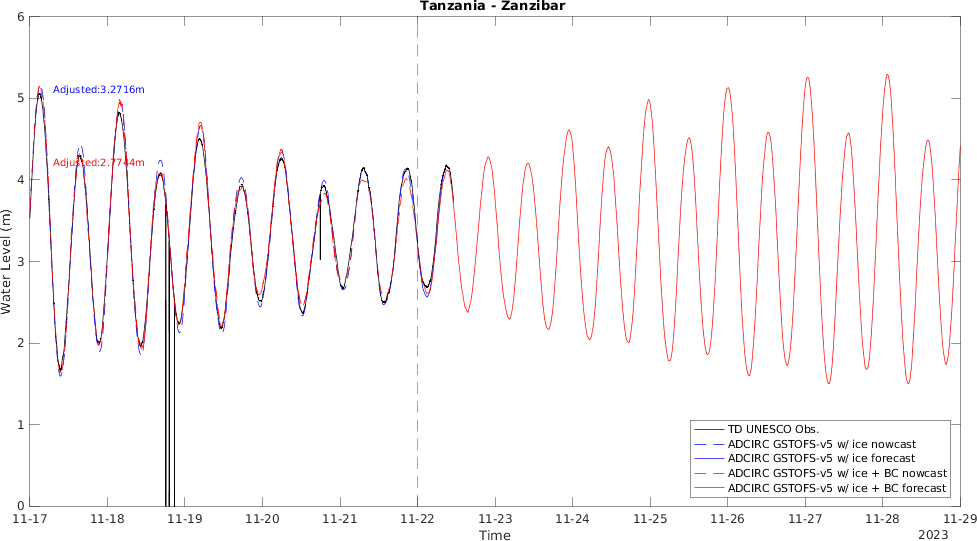 Tanzania - Zanzibar
6
5
4
3
2
1
0
Water Level (m)
Adjusted:3.2716m
Adjusted:2.7744m
TD UNESCO Obs.
ADCIRC GSTOFS-v5 w/ ice nowcast
ADCIRC GSTOFS-v5 w/ ice forecast
ADCIRC GSTOFS-v5 w/ ice + BC nowcast
ADCIRC GSTOFS-v5 w/ ice + BC forecast
11-17 11-18 11-19 11-20 11-21 11-22 11-23 11-24 11-25 11-26 11-27 11-28 11-29
Time
2023